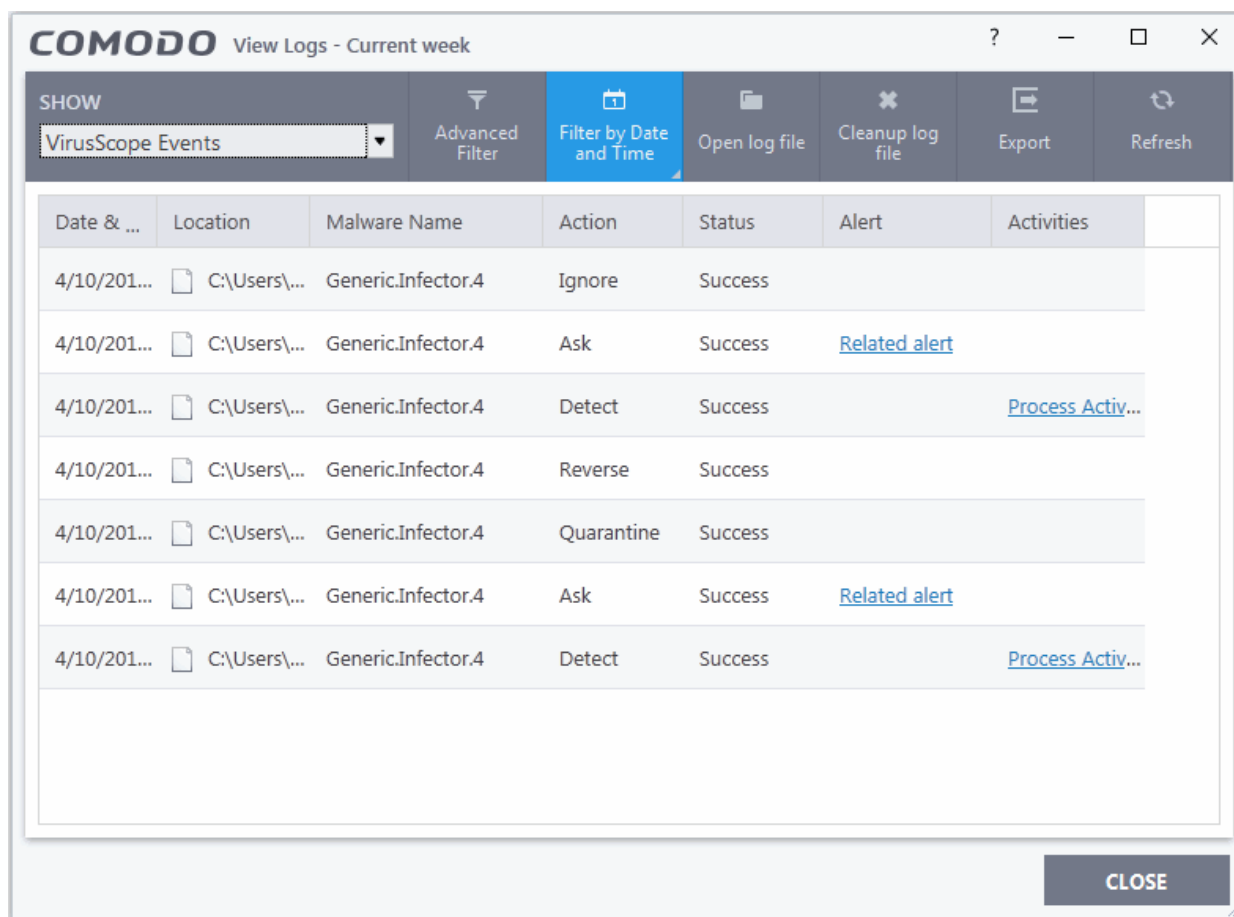 COMODO View Logs - Current week ?
SHOW
VirusScope Events
Advanced
Filter
1
Filter by Date
and Time
Open log file
Cleanup log
file
Export
Refresh
Date & ... Location Malware Name Action Status Alert Activities
4/10/201... C:\Users\... Generic.Infector.4 Ignore Success
4/10/201... C:\Users\... Generic.Infector.4 Ask Success Related alert
4/10/201... C:\Users\... Generic.Infector.4 Detect Success Process Activ...
4/10/201... C:\Users\... Generic.Infector.4 Reverse Success
4/10/201... C:\Users\... Generic.Infector.4 Quarantine Success
4/10/201... C:\Users\... Generic.Infector.4 Ask Success Related alert
4/10/201... C:\Users\... Generic.Infector.4 Detect Success Process Activ...
CLOSE